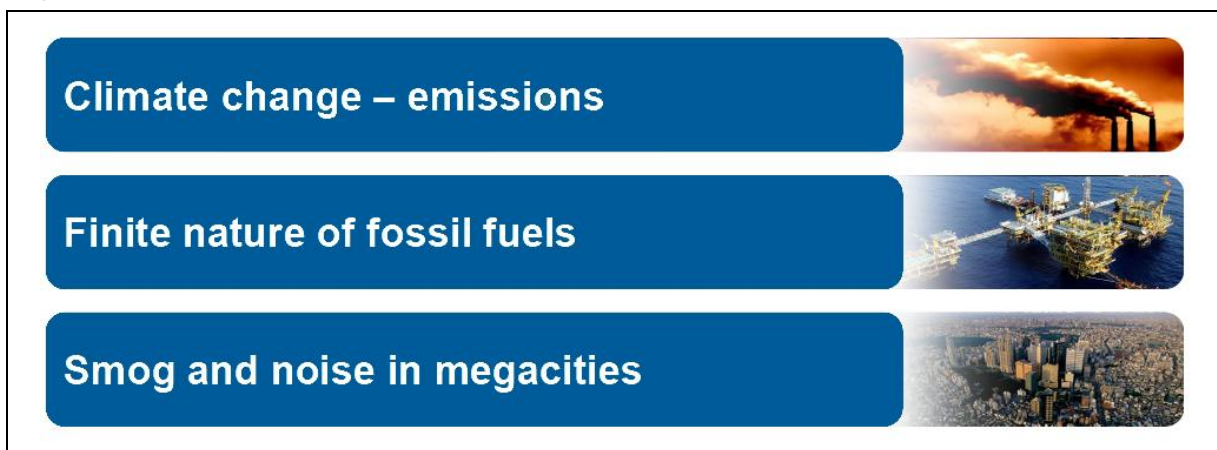 Climate change – emissions
Finite nature of fossil fuels
Smog and noise in megacities